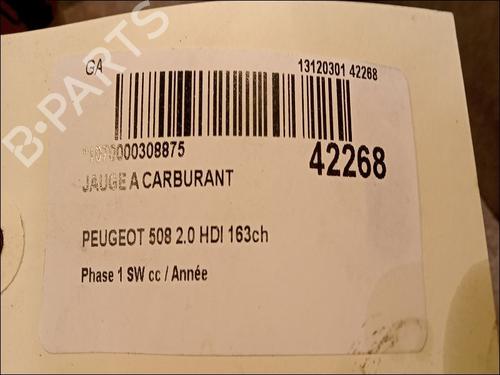 GA
13120301 42268
42268
JAUGE A CARBURANT
PEUGEOT 508 2.0 HDI 163ch
Phase 1 SW cc / Année
B-PARTS